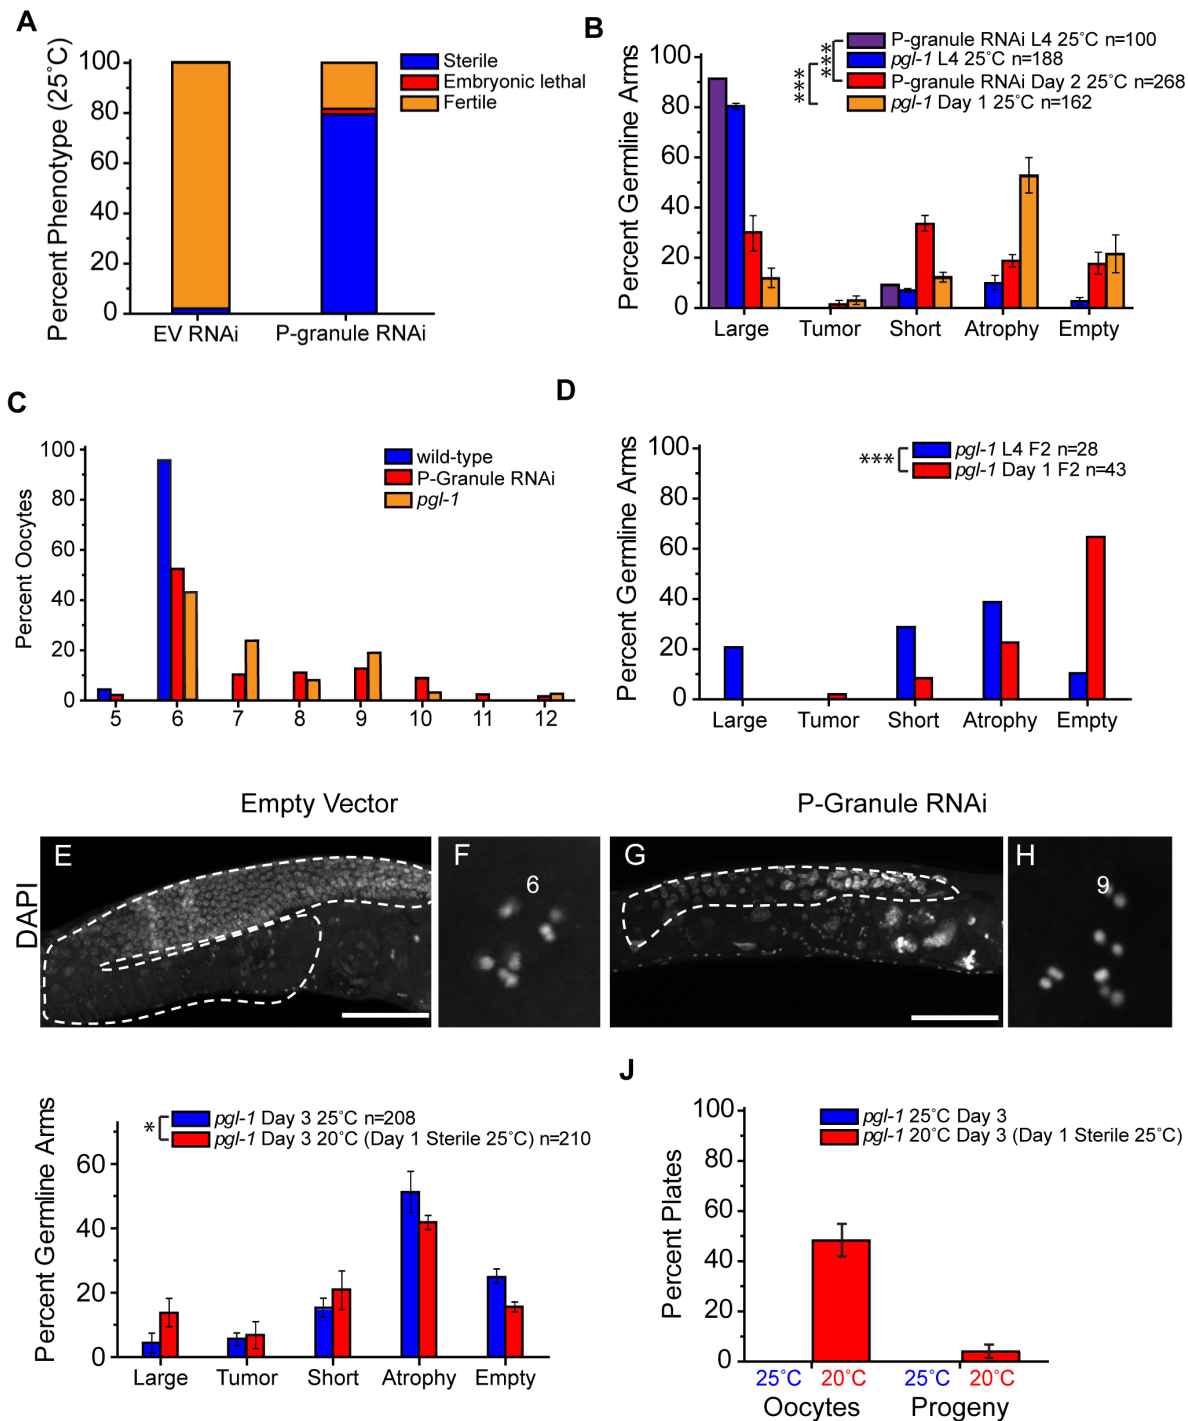 A
Percent Phenotype (25˚C)
100
80
60
40
20
0
EV RNAi
P-granule RNAi
Sterile
Embryonic lethal
Fertile
B
Percent Germline Arms
100
80
60
40
20
0
***
***
P-granule RNAi L4 25˚C n=100
pgl-1 L4 25˚C n=188
P-granule RNAi Day 2 25˚C n=268
pgl-1 Day 1 25˚C n=162
Large
Tumor
Short
Atrophy
Empty
C
Percent Oocytes
100
80
60
40
20
0
wild-type
P-Granule RNAi
pgl-1
5
6
7
8
9
10
11
12
D
Percent Germline Arms
100
80
60
40
20
0
***
pgl-1 L4 F2 n=28
pgl-1 Day 1 F2 n=43
Large
Tumor
Short
Atrophy
Empty
Empty Vector
P-Granule RNAi
DAPI
E
F
6
G
H
9
Percent Germline Arms
60
40
20
0
*
pgl-1 Day 3 25˚C n=208
pgl-1 Day 3 20˚C (Day 1 Sterile 25˚C) n=210
Large
Tumor
Short
Atrophy
Empty
J
Percent Plates
100
80
60
40
20
0
pgl-1 25˚C Day 3
pgl-1 20˚C Day 3 (Day 1 Sterile 25˚C)
25˚C
20˚C
25˚C
20˚C
Oocytes
Progeny